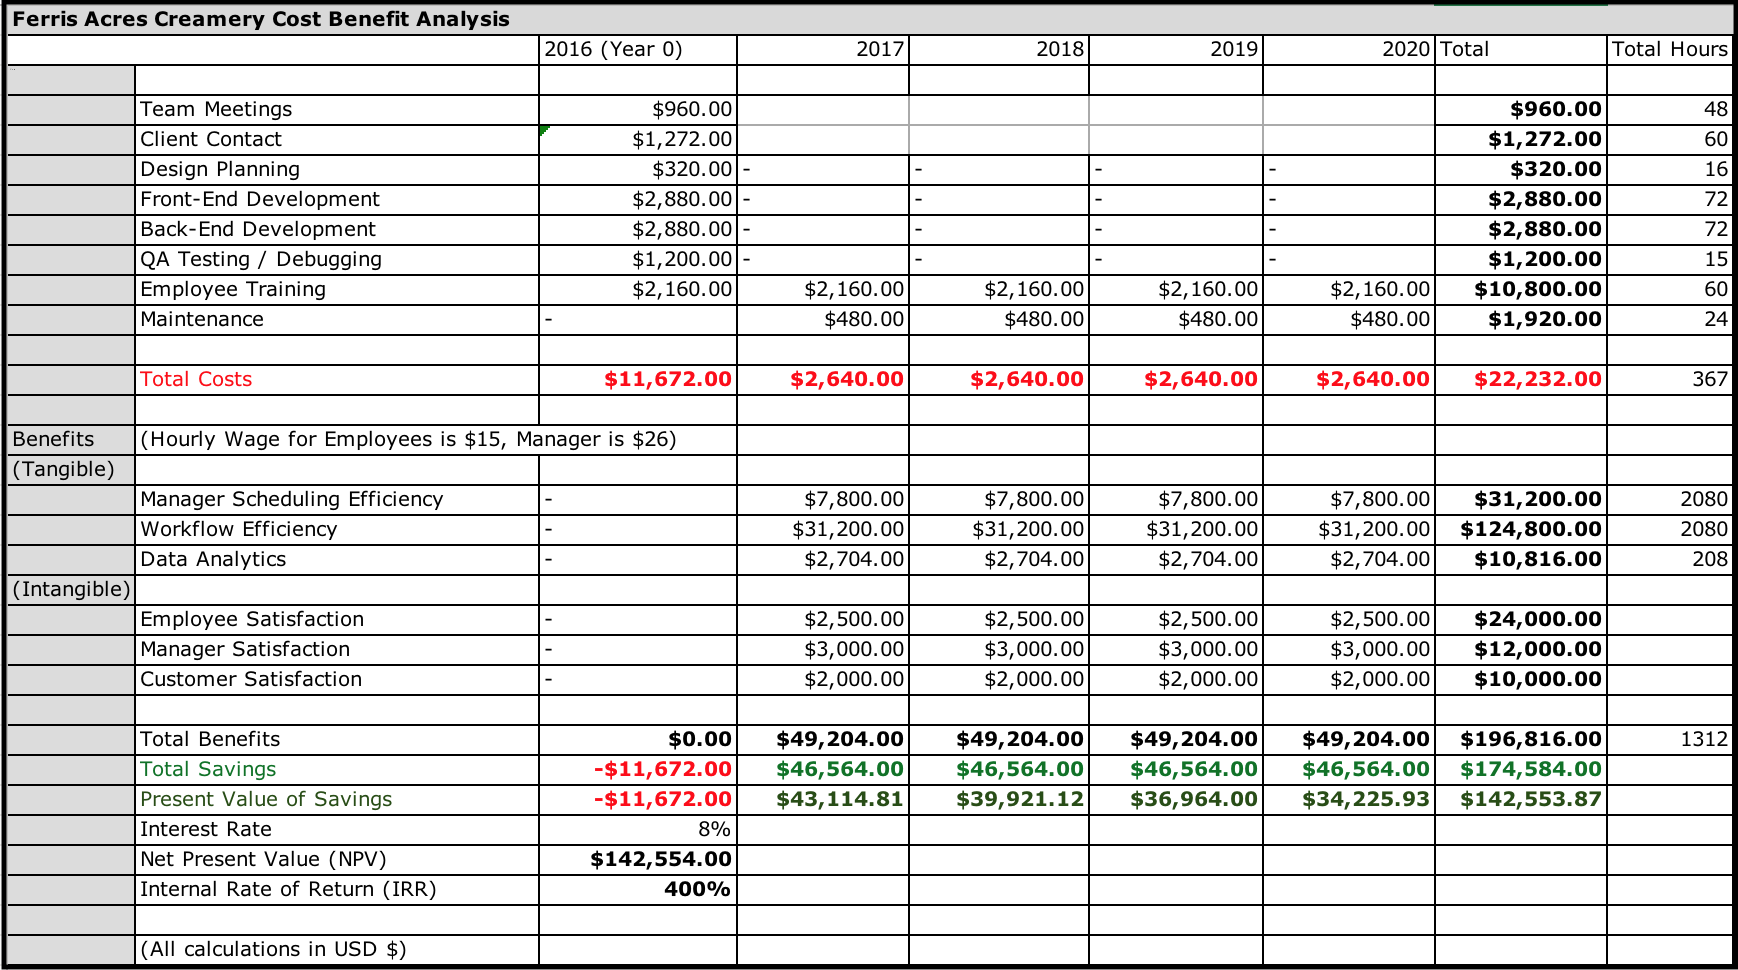 Ferris Acres Creamery Cost Benefit Analysis
2016 (Year 0) 2017 2018 2019 2020 Total Total Hours
Team Meetings $960.00 $960.00 48
Client Contact $1,272.00 $1,272.00 60
Design Planning $320.00 - - - - $320.00 16
Front-End Development $2,880.00 - - - - $2,880.00 72
Back-End Development $2,880.00 - - - - $2,880.00 72
QA Testing / Debugging $1,200.00 - - - - $1,200.00 15
Employee Training $2,160.00 $2,160.00 $2,160.00 $2,160.00 $2,160.00 $10,800.00 60
Maintenance - $480.00 $480.00 $480.00 $480.00 $1,920.00 24
Total Costs $11,672.00 $2,640.00 $2,640.00 $2,640.00 $2,640.00 $22,232.00 367
Benefits (Hourly Wage for Employees is $15, Manager is $26)
(Tangible)
Manager Scheduling Efficiency - $7,800.00 $7,800.00 $7,800.00 $7,800.00 $31,200.00 2080
Workflow Efficiency - $31,200.00 $31,200.00 $31,200.00 $31,200.00 $124,800.00 2080
Data Analytics - $2,704.00 $2,704.00 $2,704.00 $2,704.00 $10,816.00 208
(Intangible)
Employee Satisfaction - $2,500.00 $2,500.00 $2,500.00 $2,500.00 $24,000.00
Manager Satisfaction - $3,000.00 $3,000.00 $3,000.00 $3,000.00 $12,000.00
Customer Satisfaction - $2,000.00 $2,000.00 $2,000.00 $2,000.00 $10,000.00
Total Benefits $0.00 $49,204.00 $49,204.00 $49,204.00 $49,204.00 $196,816.00 1312
Total Savings -$11,672.00 $46,564.00 $46,564.00 $46,564.00 $46,564.00 $174,584.00
Present Value of Savings -$11,672.00 $43,114.81 $39,921.12 $36,964.00 $34,225.93 $142,553.87
Interest Rate 8%
Net Present Value (NPV) $142,554.00
Internal Rate of Return (IRR) 400%
(All calculations in USD $)